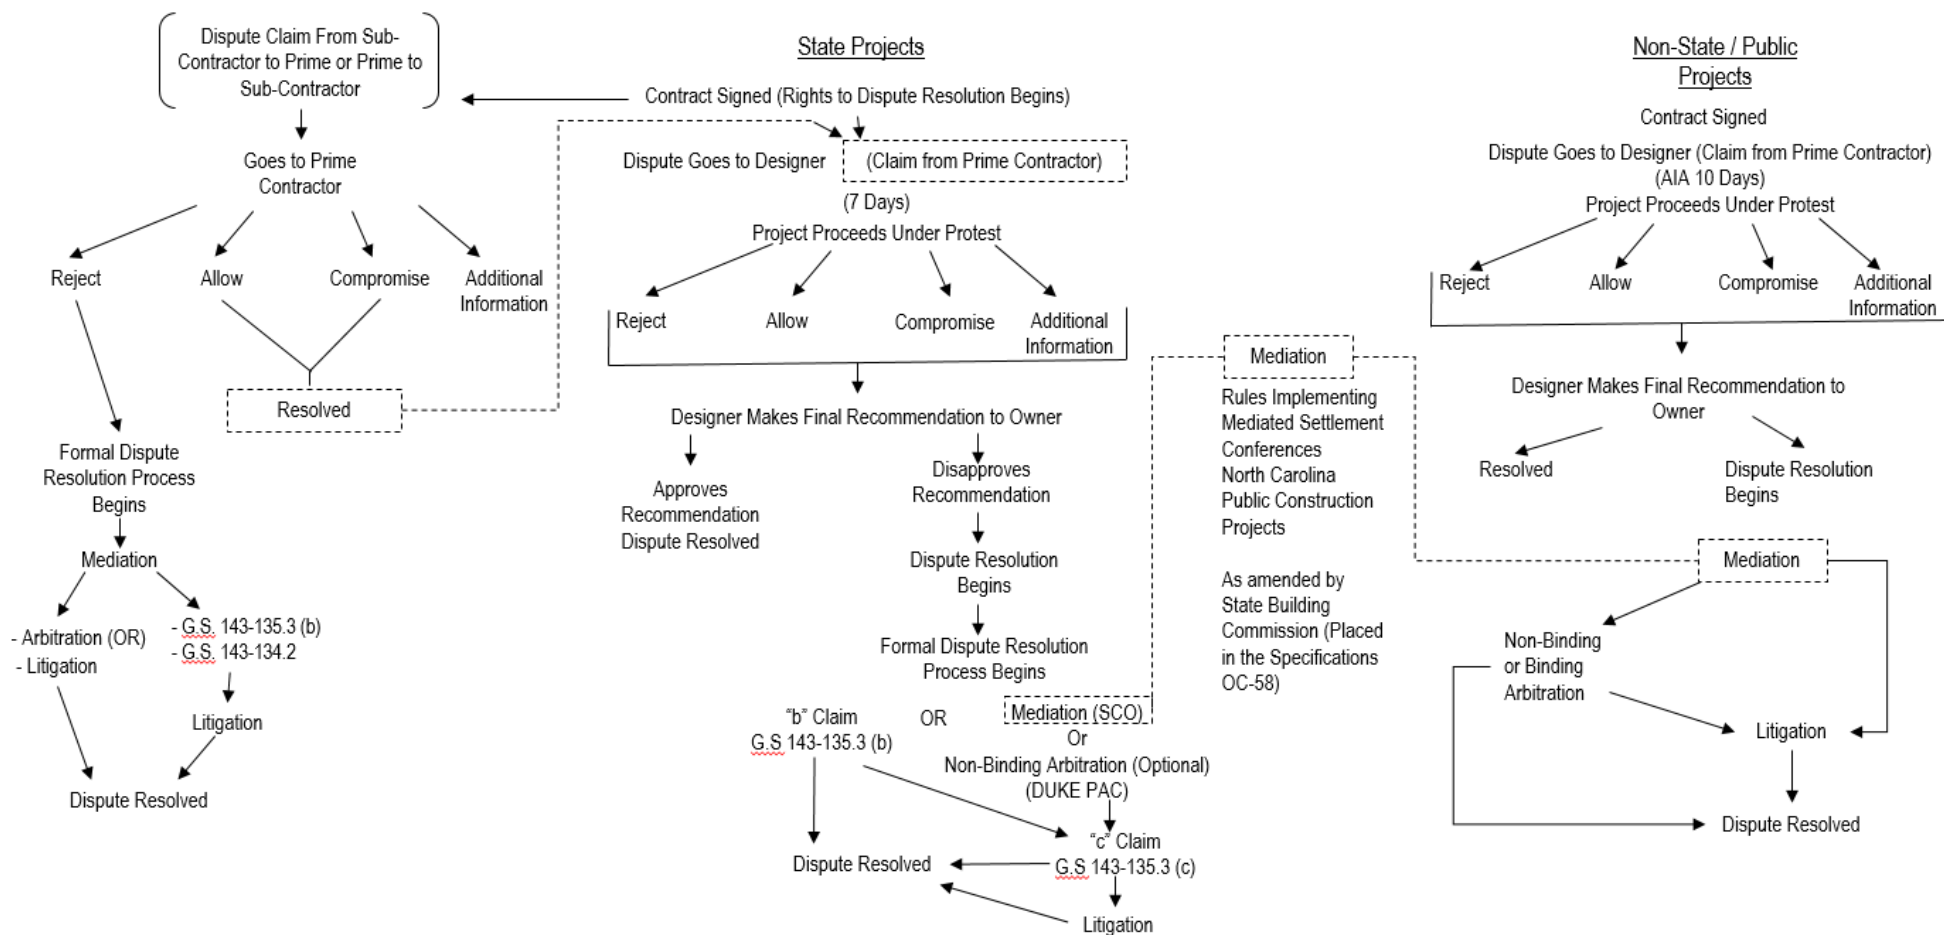 Dispute Claim From Sub-
Contractor to Prime or Prime to
Sub-Contractor
Goes to Prime
Contractor
Reject
Allow
Compromise
Additional
Information
Resolved
Formal Dispute
Resolution Process
Begins
Mediation
- Arbitration (OR)
- Litigation
- G.S. 143-135.3 (b)
- G.S. 143-134.2
Litigation
Dispute Resolved
State Projects
Contract Signed (Rights to Dispute Resolution Begins)
Dispute Goes to Designer (Claim from Prime Contractor)
(7 Days)
Project Proceeds Under Protest
Reject
Allow
Compromise
Additional
Information
Designer Makes Final Recommendation to Owner
Approves
Recommendation
Dispute Resolved
Disapproves
Recommendation
Dispute Resolution
Begins
Formal Dispute Resolution
Process Begins
"b" Claim
G.S 143-135.3 (b)
OR
Mediation (SCO)
Or
Non-Binding Arbitration (Optional)
(DUKE PAC)
"c" Claim
G.S 143-135.3 (c)
Dispute Resolved
Litigation
Mediation
Rules Implementing
Mediated Settlement
Conferences
North Carolina
Public Construction
Projects
As amended by
State Building
Commission (Placed
in the Specifications
OC-58)
Non-State / Public
Projects
Contract Signed
Dispute Goes to Designer (Claim from Prime Contractor)
(AIA 10 Days)
Project Proceeds Under Protest
Reject
Allow
Compromise
Additional
Information
Designer Makes Final Recommendation to
Owner
Resolved
Dispute Resolution
Begins
Mediation
Non-Binding
or Binding
Arbitration
Litigation
Dispute Resolved